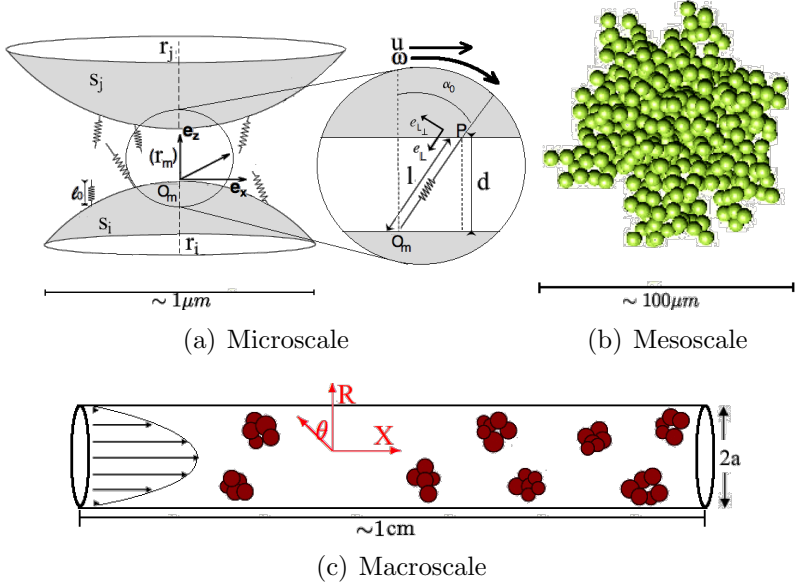 r_j
S_j
e_z
(r_m)
e_x
ℓ_0
O_m
S_i
r_i
u
ω
α_0
e_{L⊥}
P
e_L
l
d
O_m
~ 1μm
~ 100μm
(a) Microscale
(b) Mesoscale
R
θ
X
2a
~1cm
(c) Macroscale